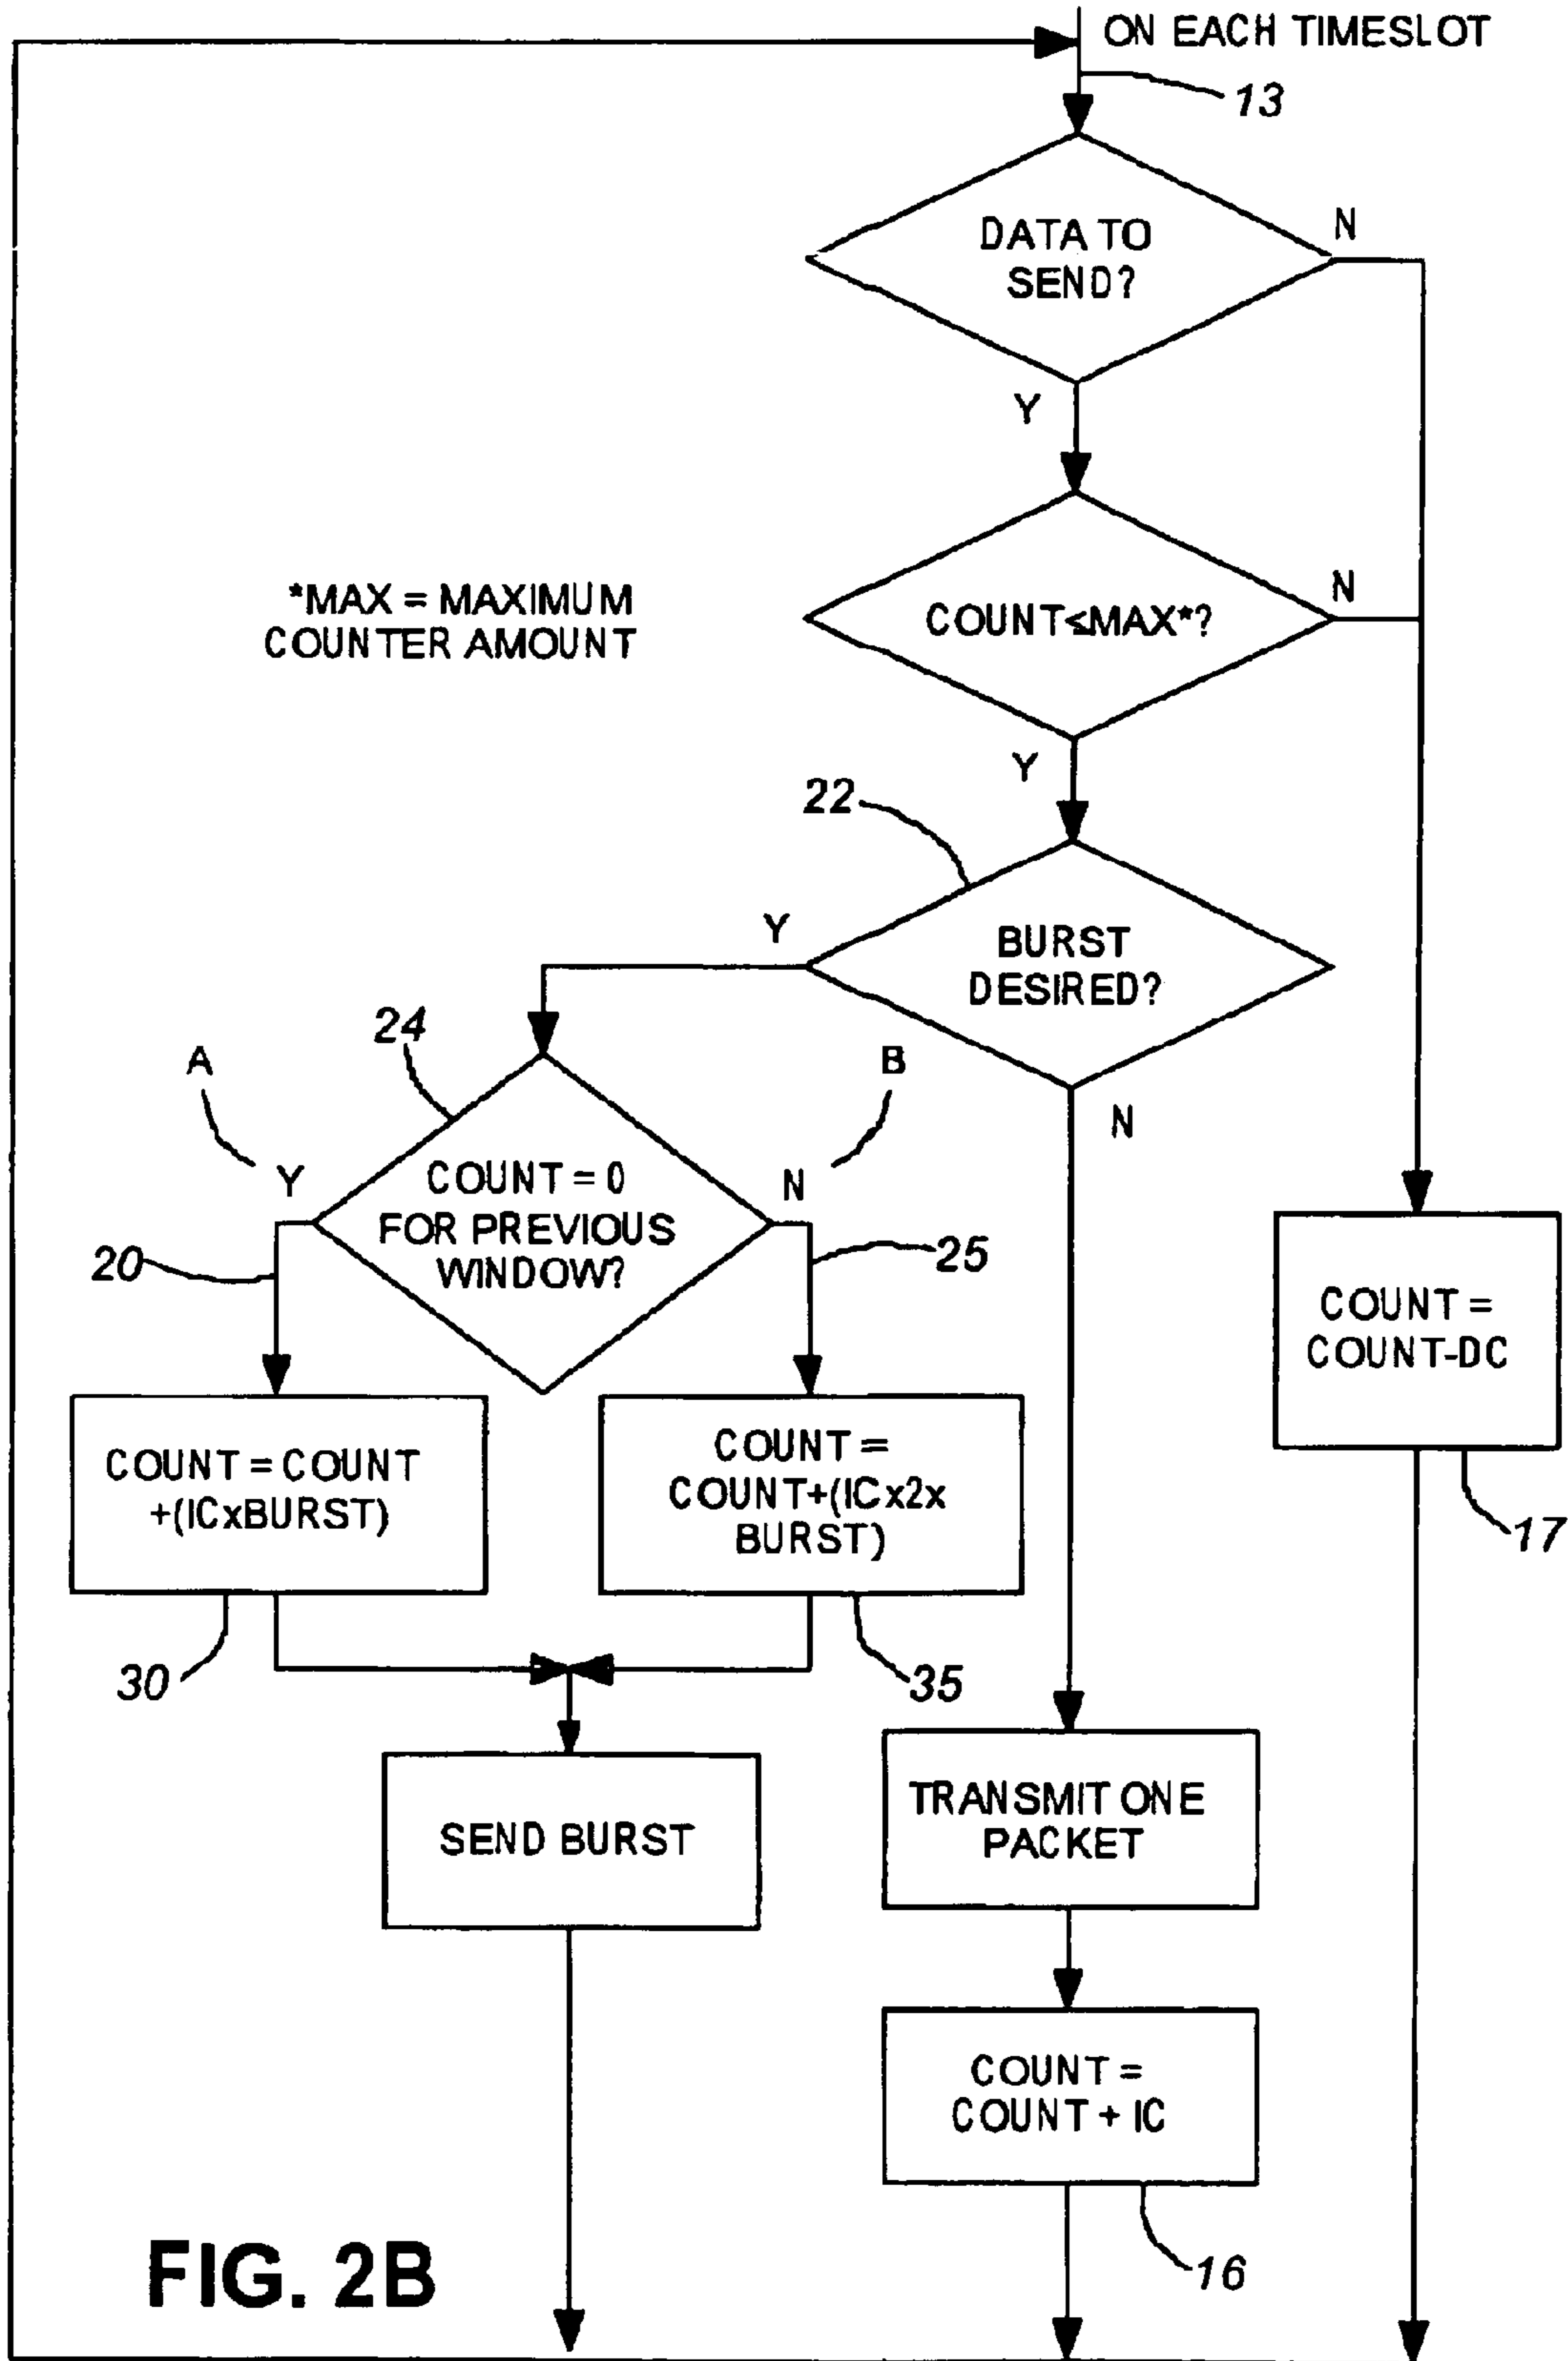 ON EACH TIMESLOT
13
DATA TO
SEND?
N
Y
*MAX = MAXIMUM
COUNTER AMOUNT
COUNT≤MAX*?
N
Y
22
Y
BURST
DESIRED?
N
24
A
B
Y
COUNT = 0
FOR PREVIOUS
WINDOW?
N
20
25
COUNT =
COUNT-DC
17
COUNT = COUNT
+(ICxBURST)
30
COUNT =
COUNT+(ICx2x
BURST)
35
SEND BURST
TRANSMIT ONE
PACKET
COUNT =
COUNT + IC
16
FIG. 2B